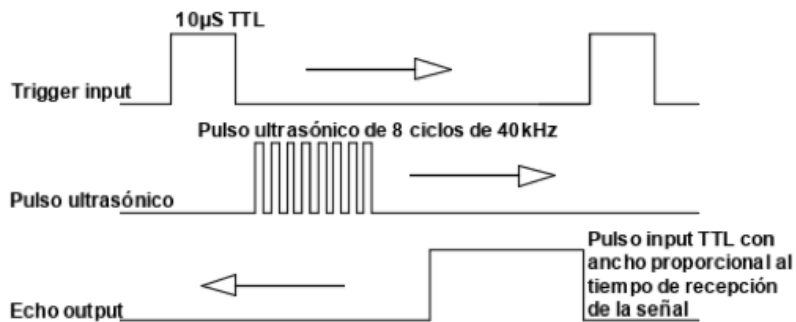 10µS TTL
Trigger input
Pulso ultrasónico de 8 ciclos de 40kHz
Pulso ultrasónico
Pulso input TTL con
ancho proporcional al
tiempo de recepción
de la señal
Echo output